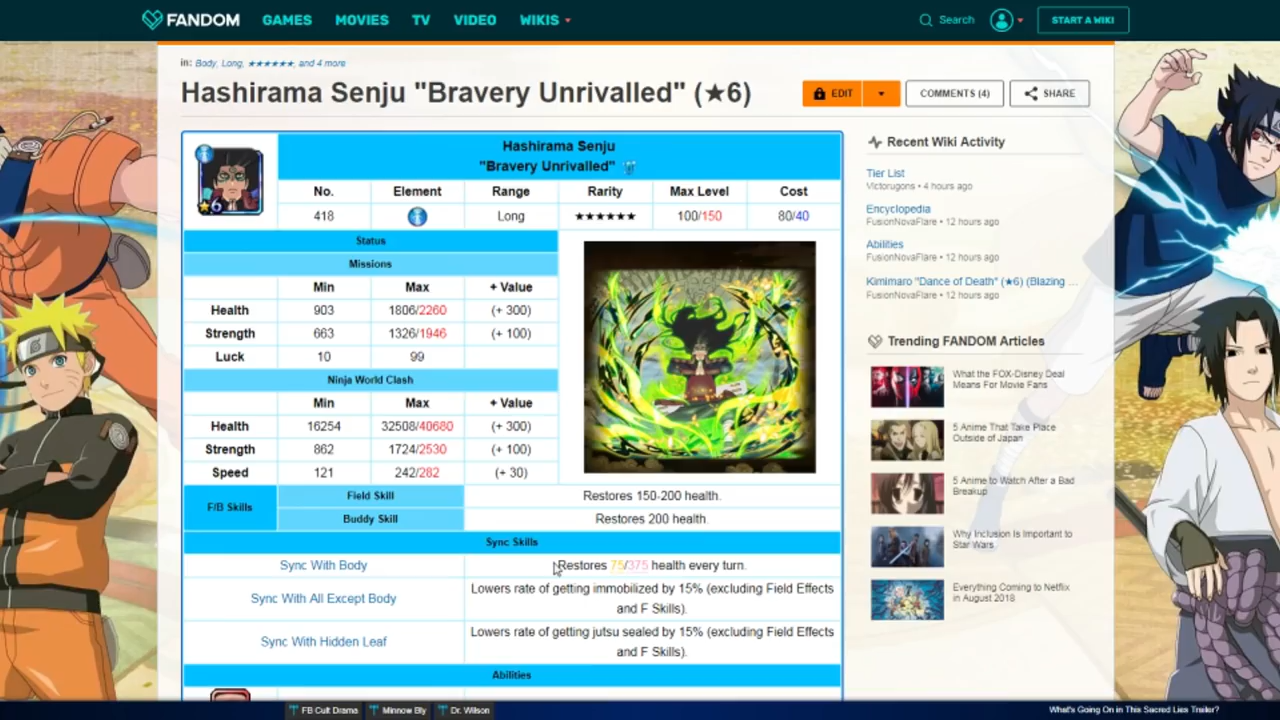 FANDOM GAMES MOVIES TV VIDEO WIKIS Search START A WIKI
in: Body, Long, ★★★★★★, and 4 more
Hashirama Senju "Bravery Unrivalled" (★6)
EDIT COMMENTS (4) SHARE
Hashirama Senju
"Bravery Unrivalled"
★6
No. Element Range Rarity Max Level Cost
418 Long ★★★★★★ 100/150 80/40
Status
Missions
Min Max + Value
Health 903 1806/2260 (+ 300)
Strength 663 1326/1946 (+ 100)
Luck 10 99
Ninja World Clash
Min Max + Value
Health 16254 32508/40680 (+ 300)
Strength 862 1724/2530 (+ 100)
Speed 121 242/282 (+ 30)
F/B Skills
Field Skill Restores 150-200 health.
Buddy Skill Restores 200 health.
Sync Skills
Sync With Body Restores 75/375 health every turn.
Sync With All Except Body Lowers rate of getting immobilized by 15% (excluding Field Effects
and F Skills).
Sync With Hidden Leaf Lowers rate of getting jutsu sealed by 15% (excluding Field Effects
and F Skills).
Abilities
Recent Wiki Activity
Tier List
Victorugons • 4 hours ago
Encyclopedia
FusionNovaFlare • 12 hours ago
Abilities
FusionNovaFlare • 12 hours ago
Kimimaro "Dance of Death" (★6) (Blazing ...
FusionNovaFlare • 12 hours ago
Trending FANDOM Articles
What the FOX-Disney Deal
Means For Movie Fans
5 Anime That Take Place
Outside of Japan
5 Anime to Watch After a Bad
Breakup
Why Inclusion Is Important to
Star Wars
Everything Coming to Netflix
in August 2018
FB Cult Drama Minnow Bly Dr. Wilson What's Going On in This Sacred Lies Trailer?